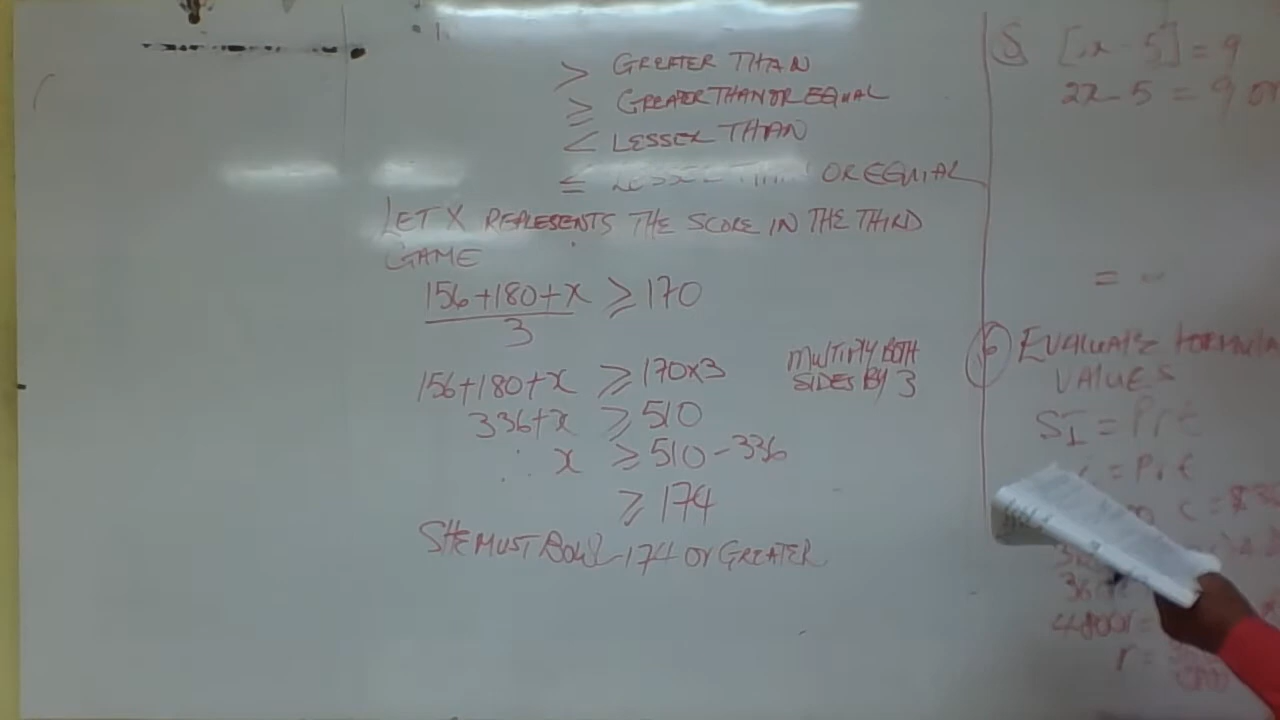 > GREATER THAN
≥ GREATER THAN OR EQUAL
< LESSER THAN
≤ OR EQUAL
LET X REPRESENTS THE SCORE IN THE THIRD
GAME
156+180+x ≥ 170
3
156+180+x ≥ 170x3
336+x ≥ 510
∴ x ≥ 510-336
≥ 174
SHE MUST BOWL 174 or GREATER
MULTIPLY BOTH
SIDES BY 3
5 - 5] = 9
2x - 5 = 9 or
=
6 EVALUATE FORMULA
VALUES
SI = Prt
= Prt
c =
4800r =
r =